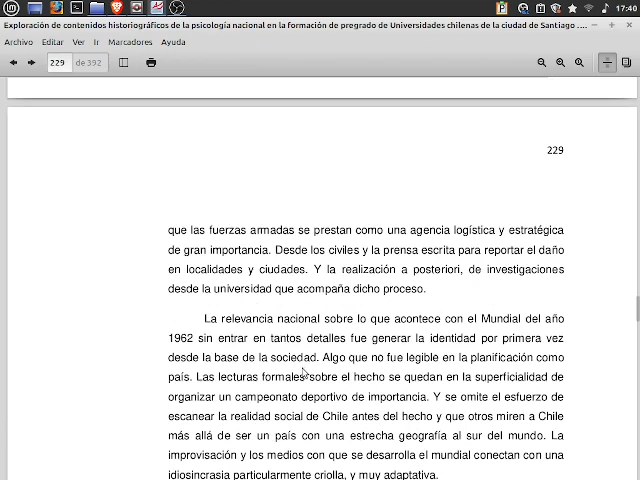 17:40
Exploración de contenidos historiográficos de la psicología nacional en la formación de pregrado de Universidades chilenas de la ciudad de Santiago ....
Archivo Editar Ver Ir Marcadores Ayuda
229 de 392
229
que las fuerzas armadas se prestan como una agencia logística y estratégica
de gran importancia. Desde los civiles y la prensa escrita para reportar el daño
en localidades y ciudades. Y la realización a posteriori, de investigaciones
desde la universidad que acompaña dicho proceso.
La relevancia nacional sobre lo que acontece con el Mundial del año
1962 sin entrar en tantos detalles fue generar la identidad por primera vez
desde la base de la sociedad. Algo que no fue legible en la planificación como
país. Las lecturas formales sobre el hecho se quedan en la superficialidad de
organizar un campeonato deportivo de importancia. Y se omite el esfuerzo de
escanear la realidad social de Chile antes del hecho y que otros miren a Chile
más allá de ser un país con una estrecha geografía al sur del mundo. La
improvisación y los medios con que se desarrolla el mundial conectan con una
idiosincrasia particularmente criolla, y muy adaptativa.